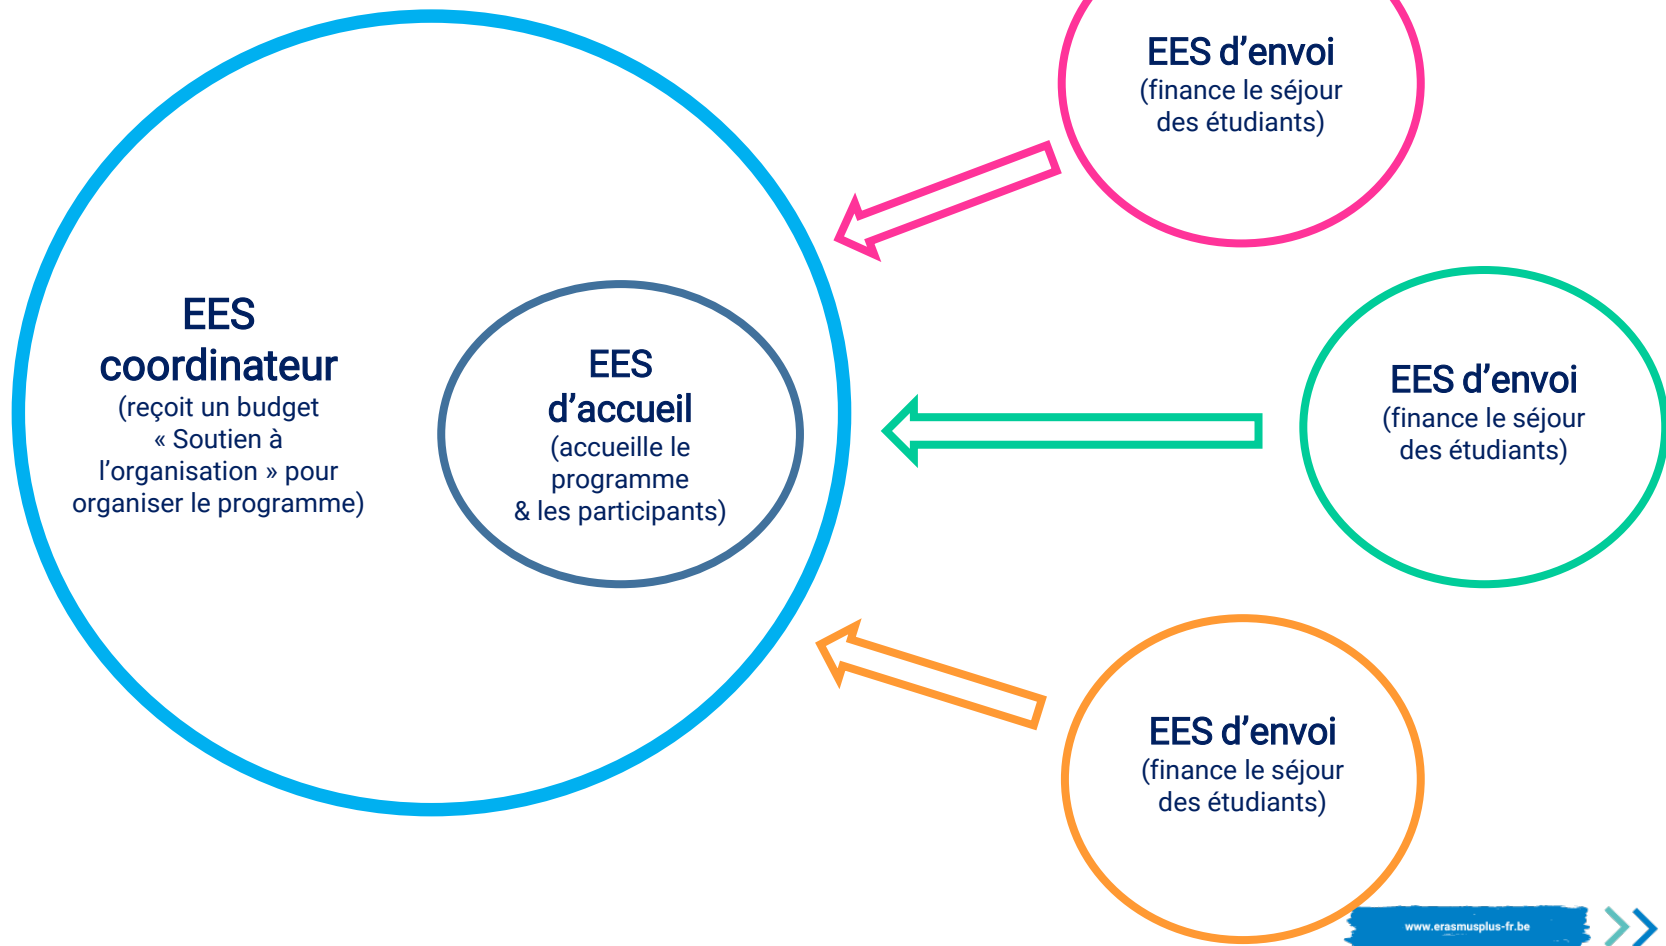 EES d’envoi
(finance le séjour
des étudiants)
EES
coordinateur
(reçoit un budget
« Soutien à
l’organisation » pour
organiser le programme)
EES
d’accueil
(accueille le
programme
& les participants)
EES d’envoi
(finance le séjour
des étudiants)
EES d’envoi
(finance le séjour
des étudiants)
www.erasmusplus-fr.be